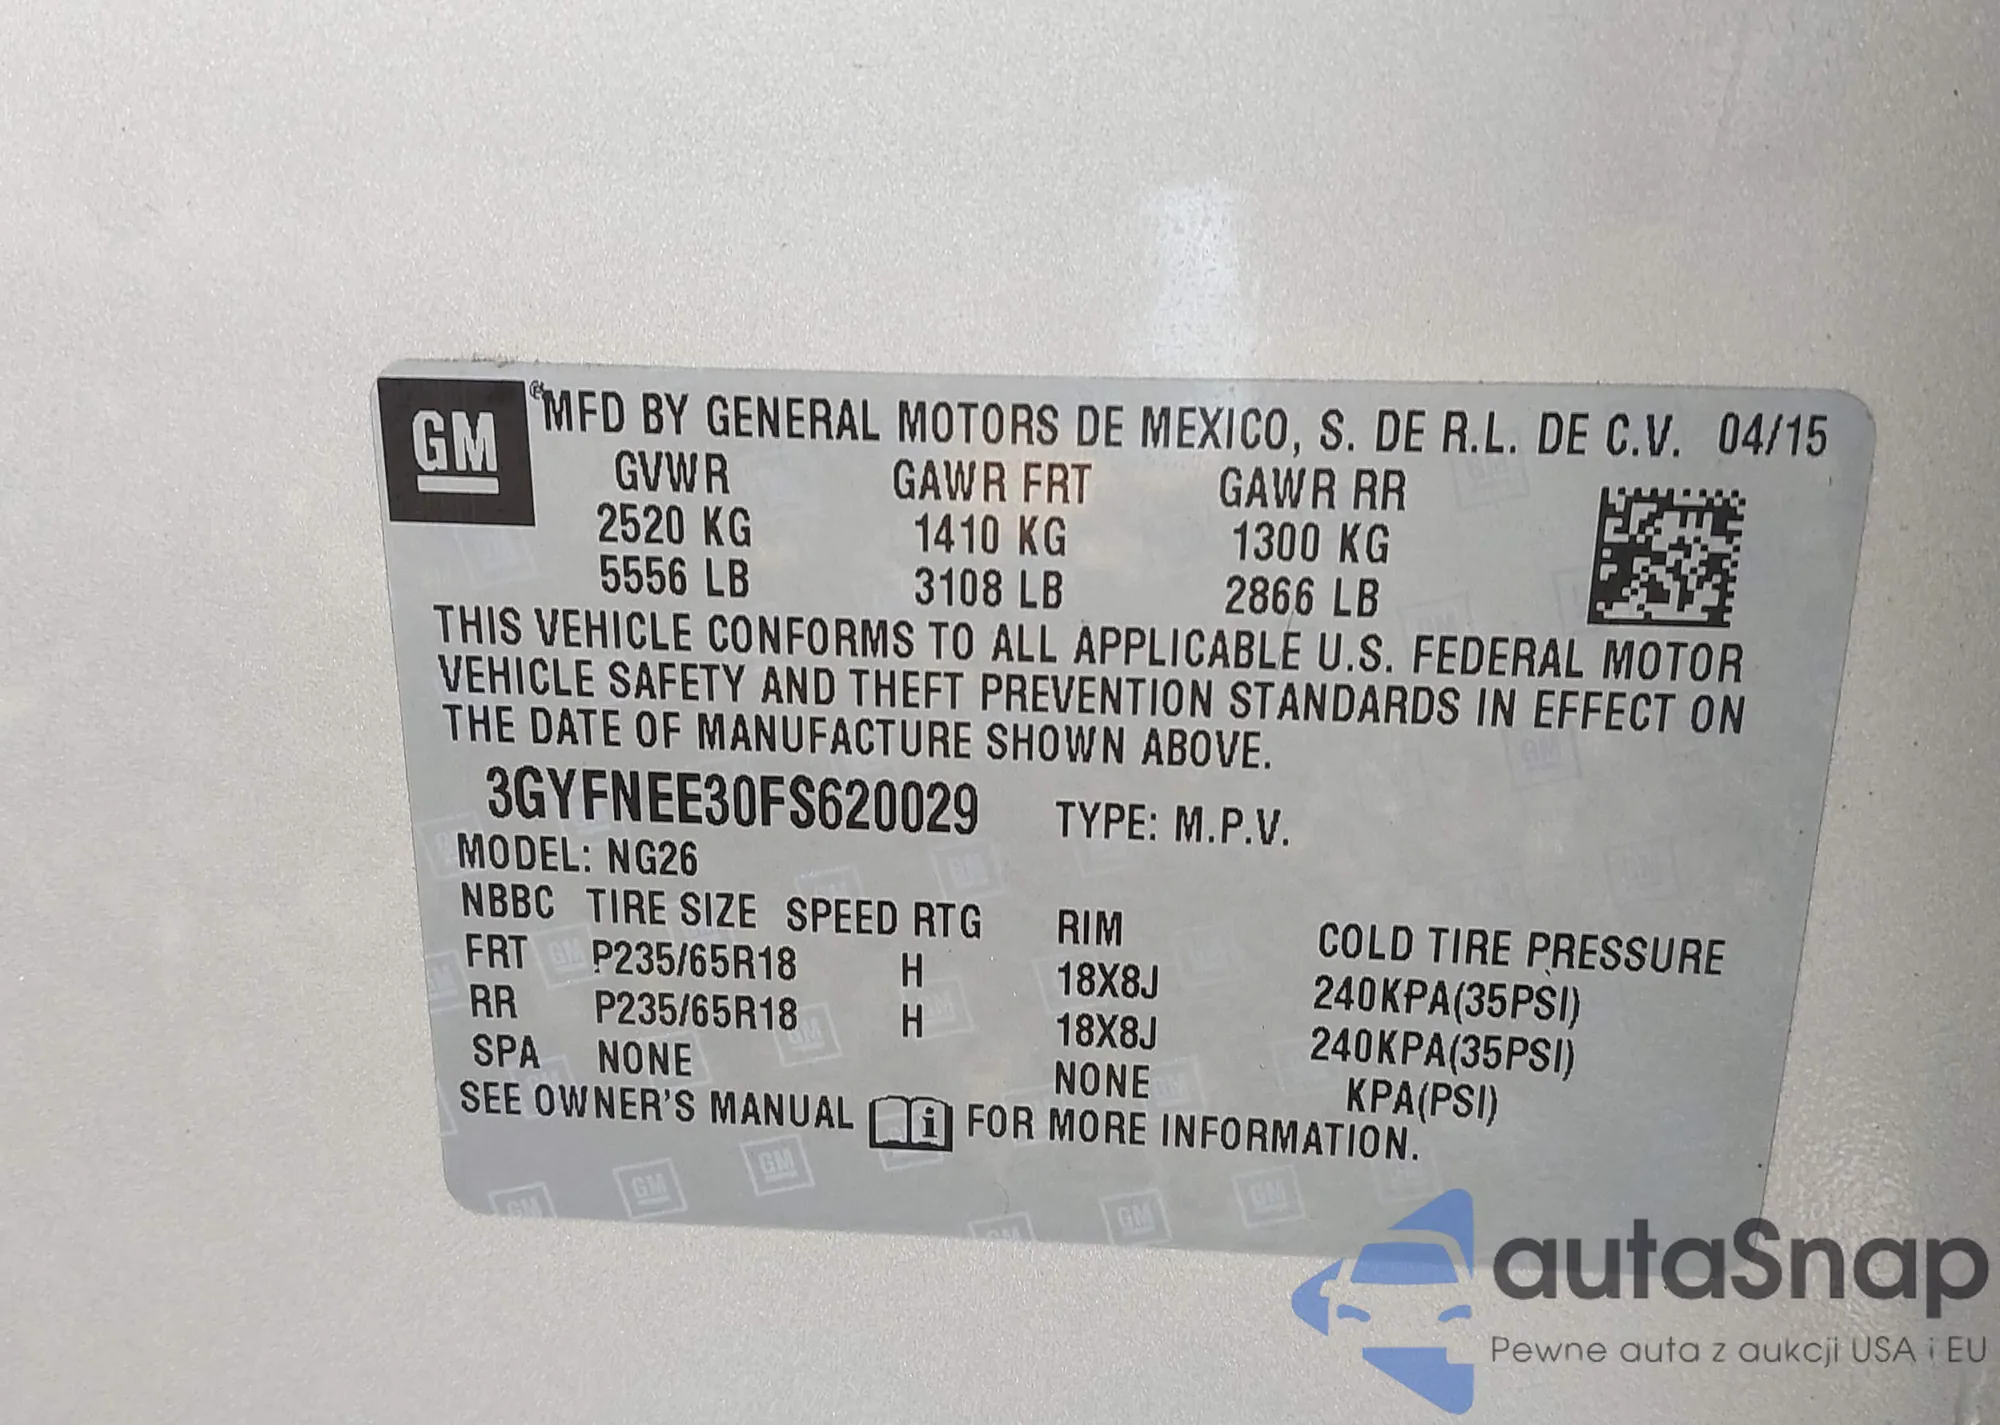 GM
MFD BY GENERAL MOTORS DE MEXICO, S. DE R.L. DE C.V. 04/15
GVWR GAWR FRT GAWR RR
2520 KG 1410 KG 1300 KG
5556 LB 3108 LB 2866 LB
THIS VEHICLE CONFORMS TO ALL APPLICABLE U.S. FEDERAL MOTOR
VEHICLE SAFETY AND THEFT PREVENTION STANDARDS IN EFFECT ON
THE DATE OF MANUFACTURE SHOWN ABOVE.
3GYFNEE30FS620029 TYPE: M.P.V.
MODEL: NG26
NBBC TIRE SIZE SPEED RTG RIM COLD TIRE PRESSURE
FRT P235/65R18 H 18X8J 240KPA(35PSI)
RR P235/65R18 H 18X8J 240KPA(35PSI)
SPA NONE NONE KPA(PSI)
SEE OWNER'S MANUAL i FOR MORE INFORMATION.
autaSnap
Pewne auta z aukcji USA i EU